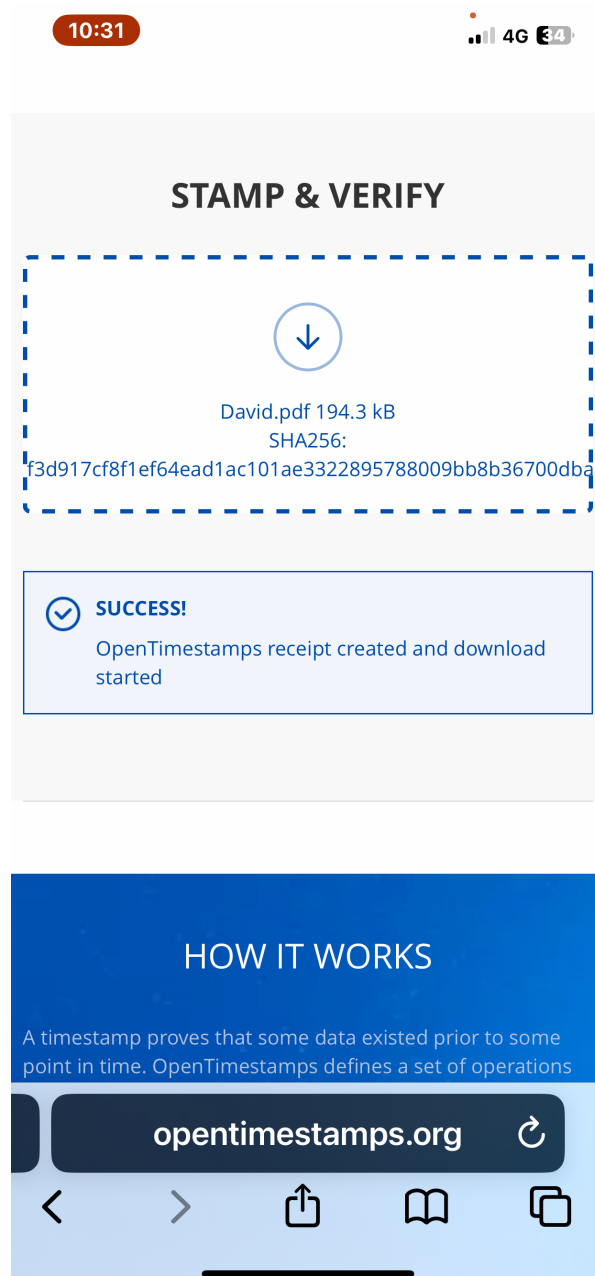 10:31
4G 34
STAMP & VERIFY
David.pdf 194.3 kB
SHA256:
f3d917cf8f1ef64ead1ac101ae3322895788009bb8b36700dba
SUCCESS!
OpenTimestamps receipt created and download
started
HOW IT WORKS
A timestamp proves that some data existed prior to some
point in time. OpenTimestamps defines a set of operations
opentimestamps.org